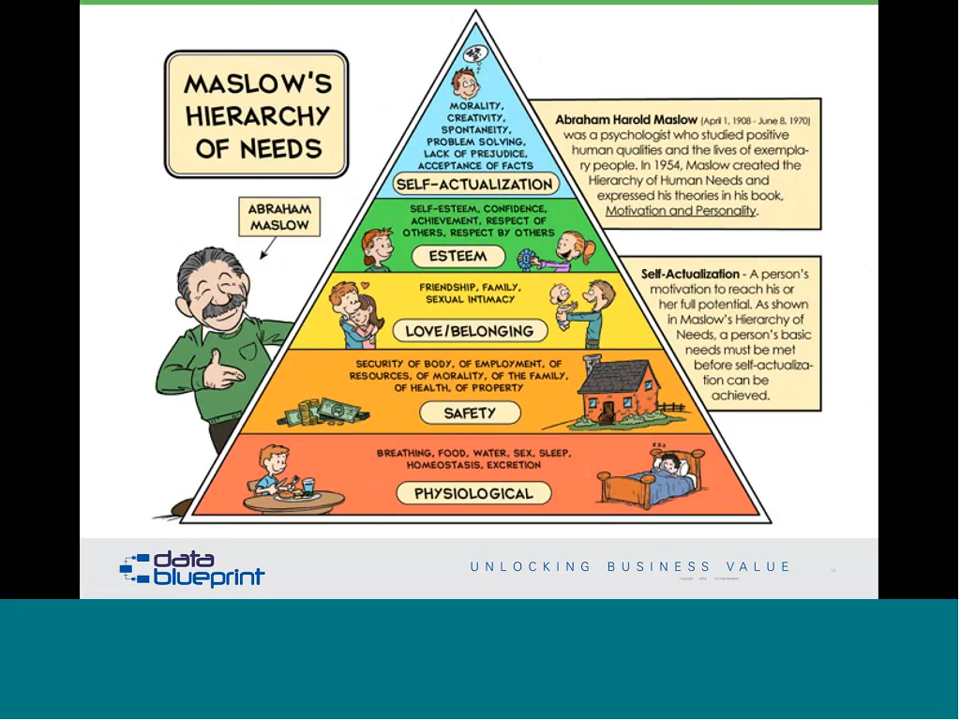 MASLOW'S
HIERARCHY
OF NEEDS
ABRAHAM
MASLOW
MORALITY,
CREATIVITY,
SPONTANEITY,
PROBLEM SOLVING,
LACK OF PREJUDICE,
ACCEPTANCE OF FACTS
SELF-ACTUALIZATION
SELF-ESTEEM, CONFIDENCE,
ACHIEVEMENT, RESPECT OF
OTHERS, RESPECT BY OTHERS
ESTEEM
FRIENDSHIP, FAMILY,
SEXUAL INTIMACY
LOVE/BELONGING
SECURITY OF BODY, OF EMPLOYMENT, OF
RESOURCES, OF MORALITY, OF THE FAMILY,
OF HEALTH, OF PROPERTY
SAFETY
BREATHING, FOOD, WATER, SEX, SLEEP,
HOMEOSTASIS, EXCRETION
PHYSIOLOGICAL
zzz
Abraham Harold Maslow (April 1, 1908 - June 8, 1970)
was a psychologist who studied positive
human qualities and the lives of exempla-
ry people. In 1954, Maslow created the
Hierarchy of Human Needs and
expressed his theories in his book,
Motivation and Personality.
Self-Actualization - A person's
motivation to reach his or
her full potential. As shown
in Maslow's Hierarchy of
Needs, a person's basic
needs must be met
before self-actualiza-
tion can be
achieved.
data
blueprint
UNLOCKING BUSINESS VALUE